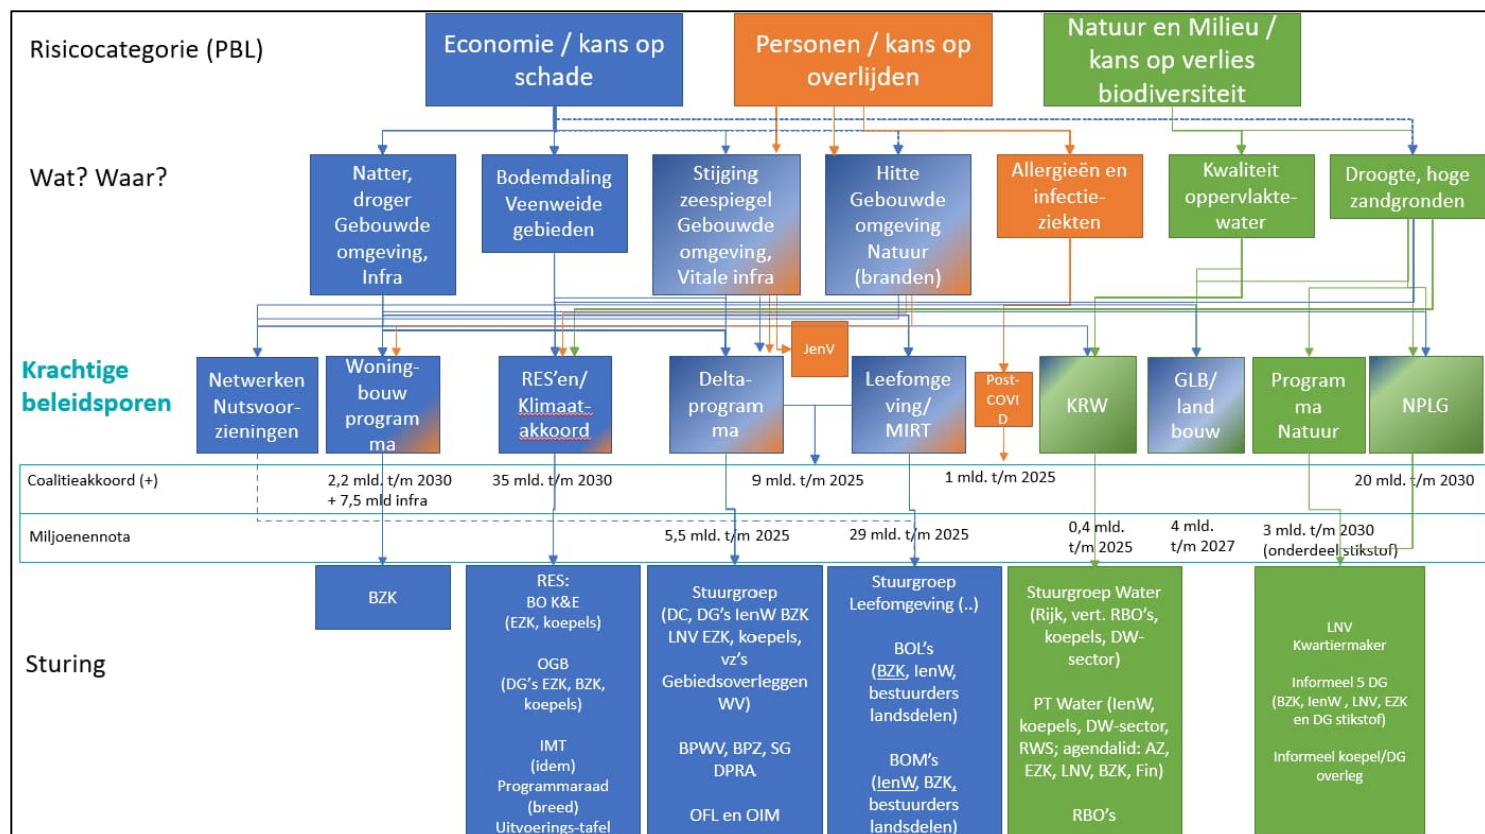 Risicocategorie (PBL)
Economie / kans op
schade
Personen / kans op
overlijden
Natuur en Milieu /
kans op verlies
biodiversiteit
Wat? Waar?
Natter,
droger
Gebouwde
omgeving,
Infra
Bodemdaling
Veenweide
gebieden
Stijging
zeespiegel
Gebouwde
omgeving,
Vitale infra
Hitte
Gebouwde
omgeving
Natuur
(branden)
Allergieën en
infectie-
ziekten
Kwaliteit
oppervlakte-
water
Droogte, hoge
zandgronden
Krachtige
beleidsporen
Netwerken
Nutsvoor-
zieningen
Woning-
bouw
program
ma
RES'en/
Klimaat-
akkoord
Delta-
program
ma
JenV
Leefomge
ving/
MIRT
Post-
COVI
D
KRW
GLB/
land
bouw
Program
ma
Natuur
NPLG
Coalitieakkoord (+)
2,2 mld. t/m 2030
+ 7,5 mld infra
35 mld. t/m 2030
9 mld. t/m 2025
1 mld. t/m 2025
20 mld. t/m 2030
Miljoenennota
5,5 mld. t/m 2025
29 mld. t/m 2025
0,4 mld.
t/m 2025
4 mld.
t/m 2027
3 mld. t/m 2030
(onderdeel stikstof)
Sturing
BZK
RES:
BO K&E
(EZK, koepels)
OGB
(DG's EZK, BZK,
koepels)
IMT
(idem)
Programmaraad
(breed)
Uitvoerings-tafel
Stuurgroep
(DC, DG's IenW BZK
LNV EZK, koepels,
vz's
Gebiedsoverleggen
WV)
BPWV, BPZ, SG
DPRA
OFL en OIM
Stuurgroep
Leefomgeving (..)
BOL's
(BZK, IenW,
bestuurders
landsdelen)
BOM's
(IenW, BZK,
bestuurders
landsdelen)
Stuurgroep Water
(Rijk, vert. RBO's,
koepels, DW-
sector)
PT Water (IenW,
koepels, DW-sector,
RWS; agendalid: AZ,
EZK, LNV, BZK, Fin)
RBO's
LNV
Kwartiermaker
Informeel 5 DG
(BZK, IenW , LNV, EZK
en DG stikstof)
Informeel koepel/DG
overleg